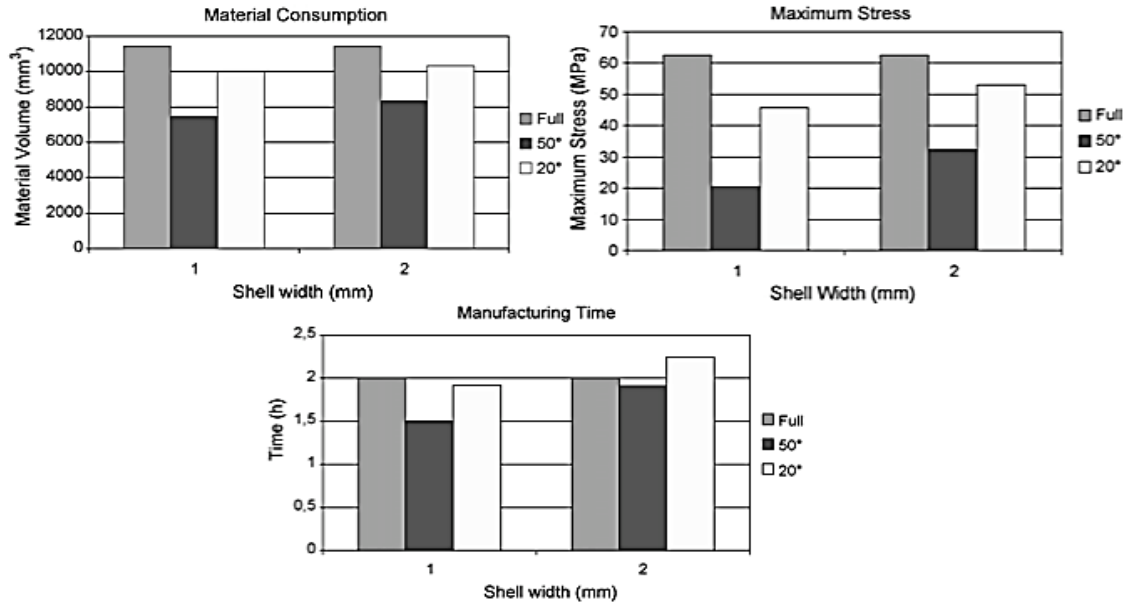 Material Consumption
Material Volume (mm³)
12000
10000
8000
6000
4000
2000
0
1 2
Shell width (mm)
Full
50°
20°
Maximum Stress
Maximum Stress (MPa)
70
60
50
40
30
20
10
0
1 2
Shell Width (mm)
Full
50°
20°
Manufacturing Time
Time (h)
2,5
2
1,5
1
0,5
0
1 2
Shell width (mm)
Full
50°
20°